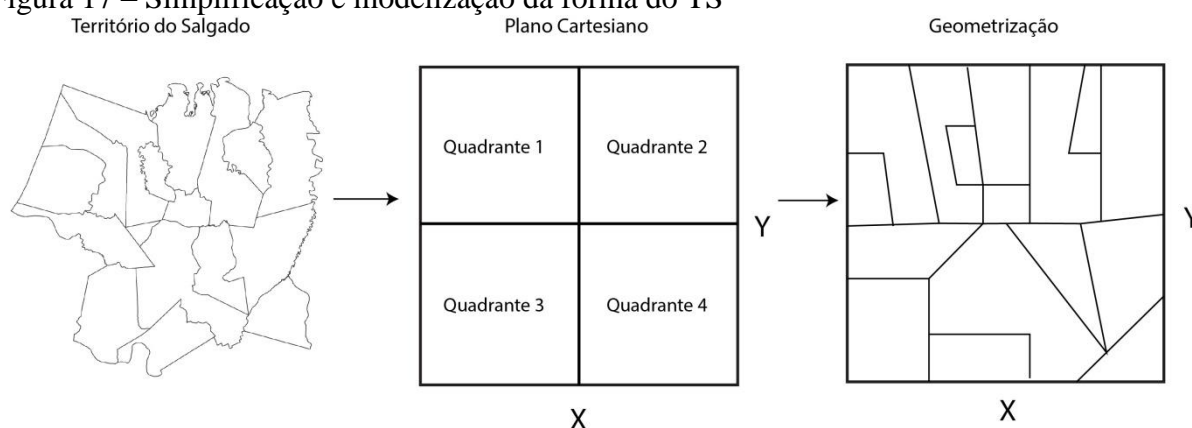 Figura 17 – Simplificação e modelização da forma do TS
Território do Salgado
Plano Cartesiano
Geometrização
Quadrante 1
Quadrante 2
Y
Y
Quadrante 3
Quadrante 4
X
X